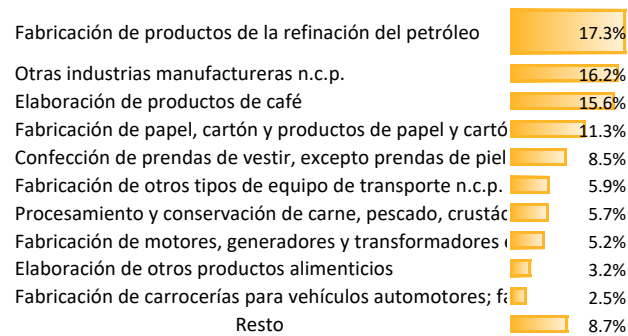 Fabricación de productos de la refinación del petróleo 17.3%
Otras industrias manufactureras n.c.p. 16.2%
Elaboración de productos de café 15.6%
Fabricación de papel, cartón y productos de papel y cartó 11.3%
Confección de prendas de vestir, excepto prendas de piel 8.5%
Fabricación de otros tipos de equipo de transporte n.c.p. 5.9%
Procesamiento y conservación de carne, pescado, crustác 5.7%
Fabricación de motores, generadores y transformadores 5.2%
Elaboración de otros productos alimenticios 3.2%
Fabricación de carrocerías para vehículos automotores; fa 2.5%
Resto 8.7%